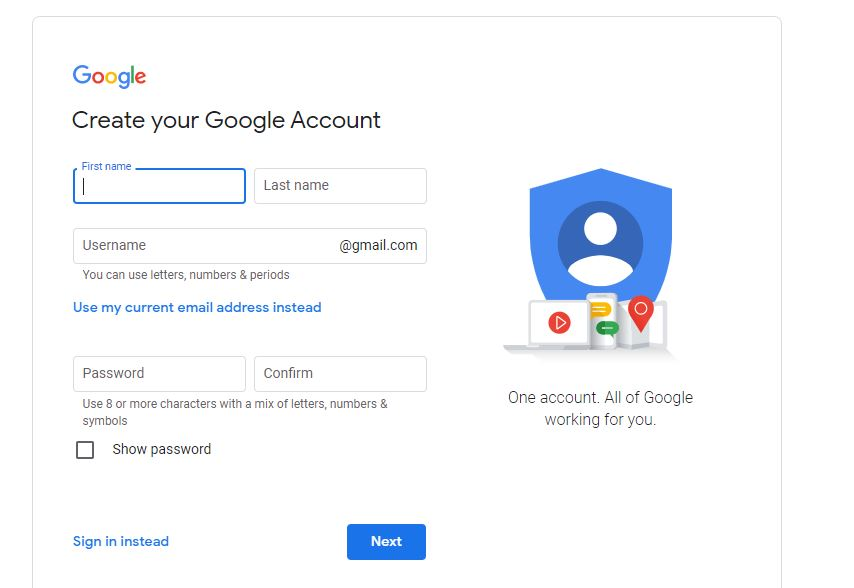 Google
Create your Google Account
First name
Last name
Username @gmail.com
You can use letters, numbers & periods
Use my current email address instead
Password
Confirm
Use 8 or more characters with a mix of letters, numbers &
symbols
Show password
Sign in instead
Next
One account. All of Google
working for you.